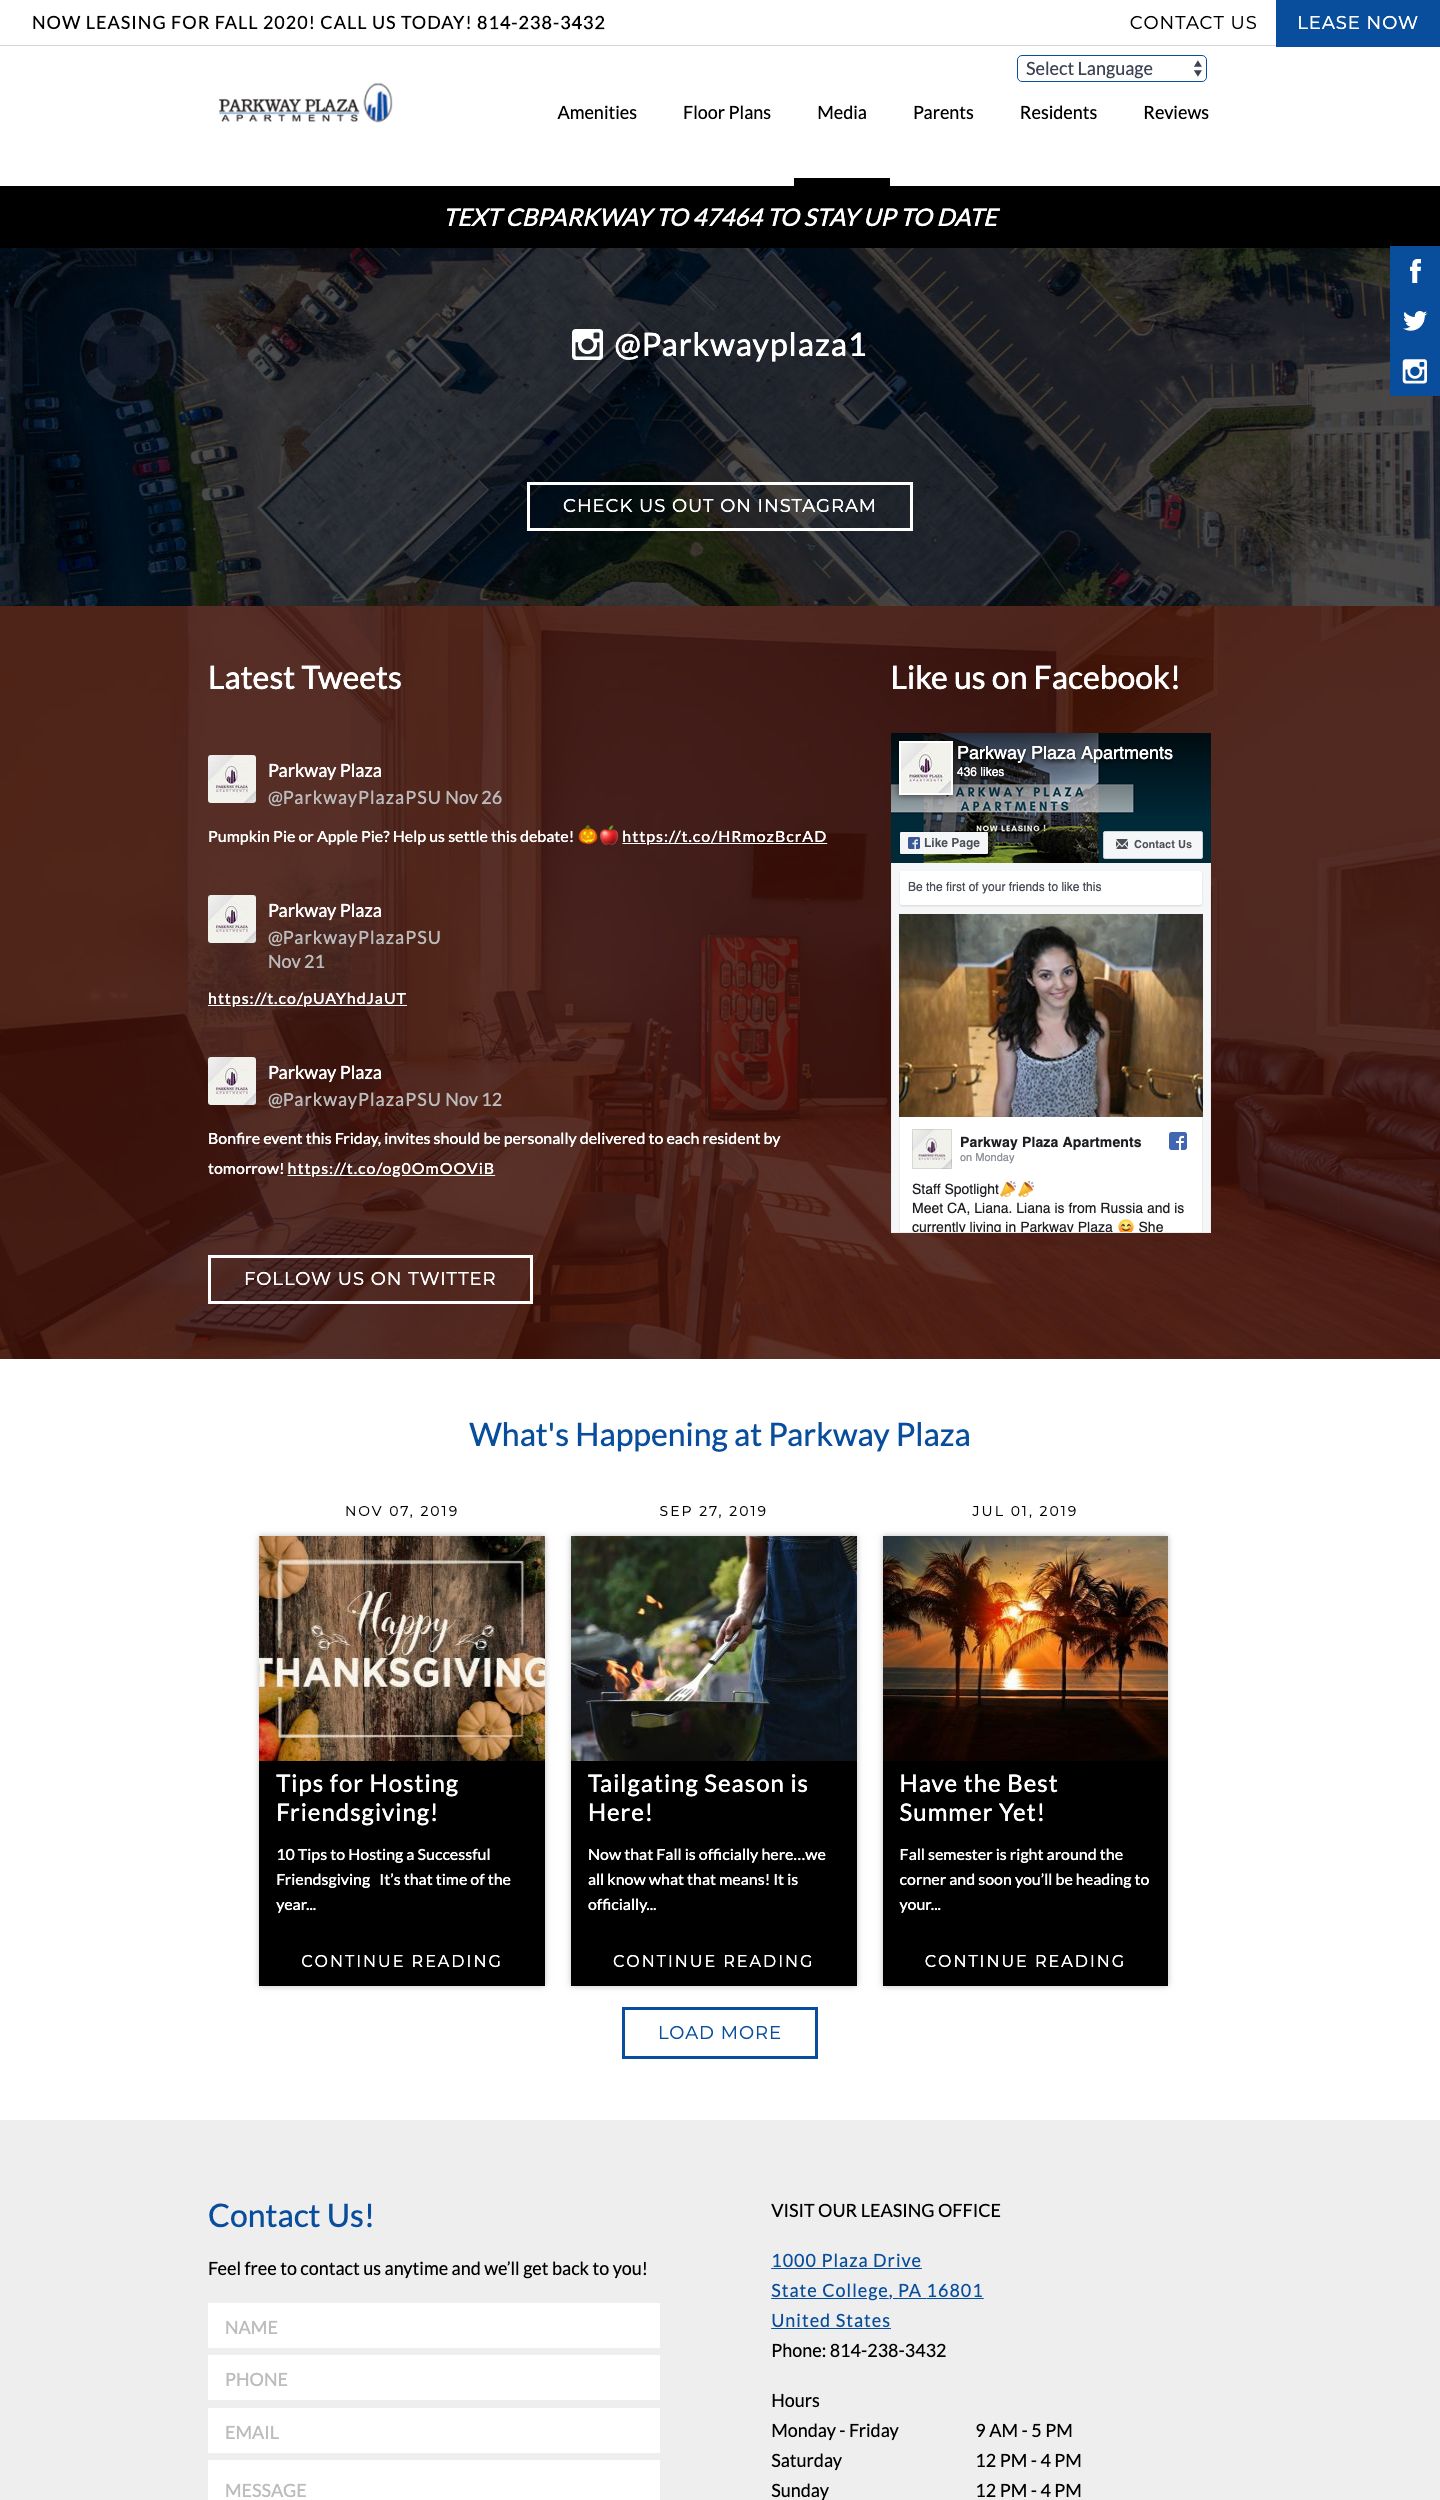 NOW LEASING FOR FALL 2020! CALL US TODAY! 814-238-3432
CONTACT US
LEASE NOW
Select Language
PARKWAY PLAZA
APARTMENTS
Amenities
Floor Plans
Media
Parents
Residents
Reviews
TEXT CBPARKWAY TO 47464 TO STAY UP TO DATE
@Parkwayplaza1
CHECK US OUT ON INSTAGRAM
Latest Tweets
Parkway Plaza
@ParkwayPlazaPSU Nov 26
Pumpkin Pie or Apple Pie? Help us settle this debate! 🎃🍎 https://t.co/HRmozBcrAD
Parkway Plaza
@ParkwayPlazaPSU
Nov 21
https://t.co/pUAYhdJaUT
Parkway Plaza
@ParkwayPlazaPSU Nov 12
Bonfire event this Friday, invites should be personally delivered to each resident by
tomorrow! https://t.co/og0OmOOViB
FOLLOW US ON TWITTER
Like us on Facebook!
Parkway Plaza Apartments
436 likes
PARKWAY PLAZA
APARTMENTS
NOW LEASING !
Like Page
Contact Us
Be the first of your friends to like this
Parkway Plaza Apartments
on Monday
Staff Spotlight🎉🎉
Meet CA, Liana. Liana is from Russia and is
currently living in Parkway Plaza 😊 She
What's Happening at Parkway Plaza
NOV 07, 2019
Happy
THANKSGIVING
Tips for Hosting
Friendsgiving!
10 Tips to Hosting a Successful
Friendsgiving It’s that time of the
year...
CONTINUE READING
SEP 27, 2019
Tailgating Season is
Here!
Now that Fall is officially here...we
all know what that means! It is
officially...
CONTINUE READING
JUL 01, 2019
Have the Best
Summer Yet!
Fall semester is right around the
corner and soon you’ll be heading to
your...
CONTINUE READING
LOAD MORE
Contact Us!
Feel free to contact us anytime and we’ll get back to you!
NAME
PHONE
EMAIL
MESSAGE
VISIT OUR LEASING OFFICE
1000 Plaza Drive
State College, PA 16801
United States
Phone: 814-238-3432
Hours
Monday - Friday 9 AM - 5 PM
Saturday 12 PM - 4 PM
Sunday 12 PM - 4 PM